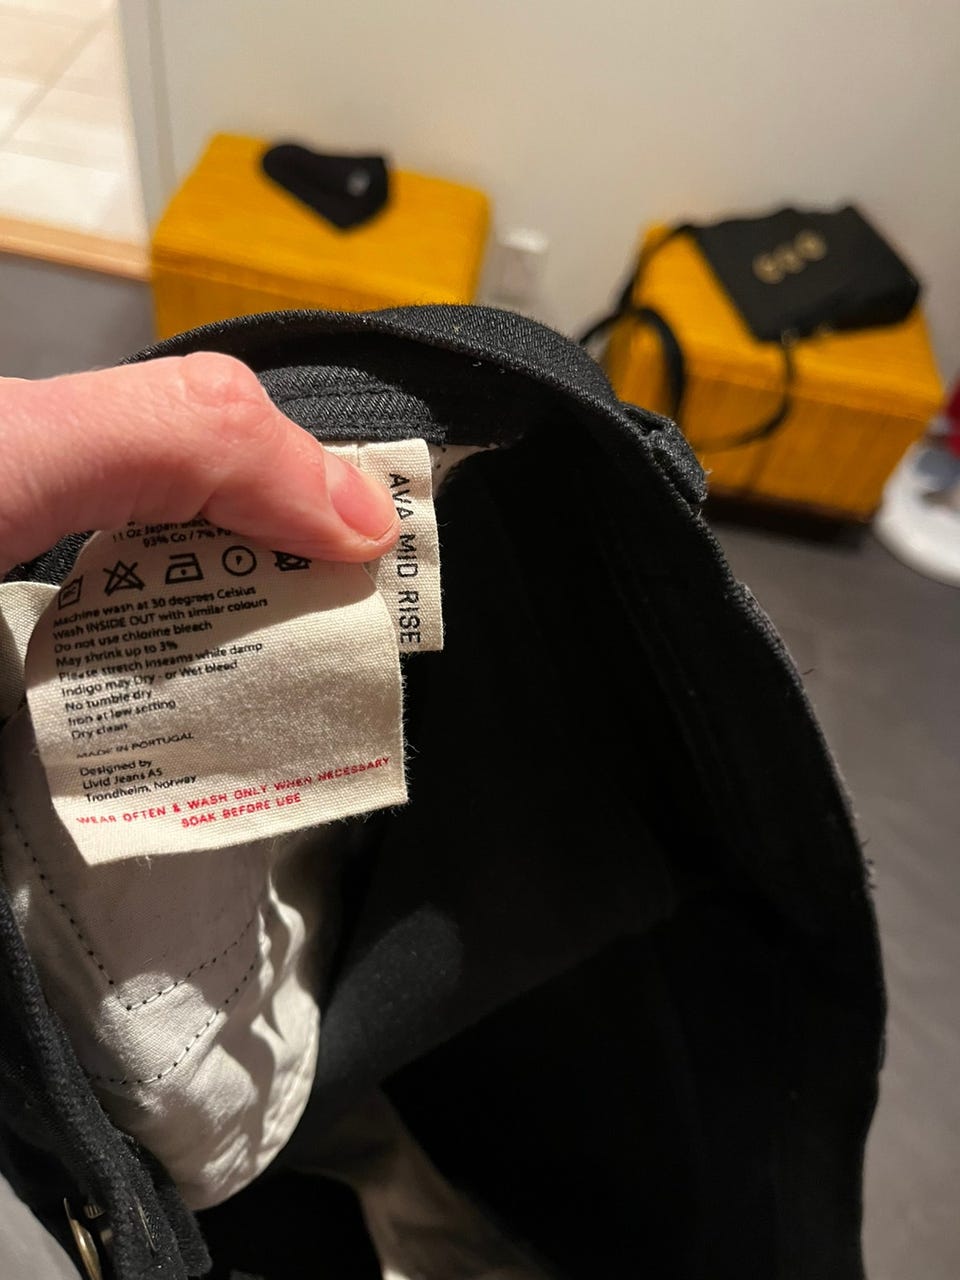 11 Oz Japan Black
93% Co / 7%
Machine wash at 30 degrees Celsius
Wash INSIDE OUT with similar colours
Do not use chlorine bleach
May shrink up to 3%
Please stretch inseams while damp
Indigo may Dry - or Wet bleed
No tumble dry
Iron at low setting
Dry clean
MADE IN PORTUGAL
Designed by
Livid Jeans AS
Trondheim, Norway
WEAR OFTEN & WASH ONLY WHEN NECESSARY
SOAK BEFORE USE
AVA MID RISE